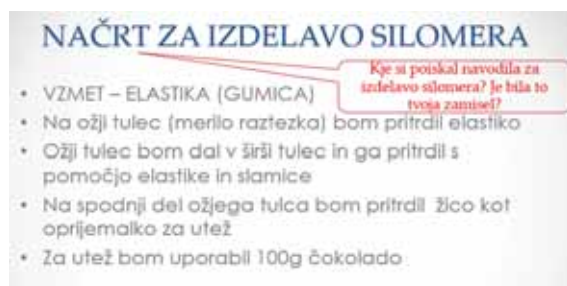 NAČRT ZA IZDELAVO SILOMERA
Kje si poiskal navodila za
izdelavo silomera? Je bila to
tvoja zamisel?
• VZMET – ELASTIKA (GUMICA)
• Na ožji tulec (merilo raztezka) bom pritrdil elastiko
• Ožji tulec bom dal v širši tulec in ga pritrdil s
pomočjo elastike in slamice
• Na spodnji del ožjega tulca bom pritrdil žico kot
oprijemalko za utež
• Za utež bom uporabil 100g čokolado